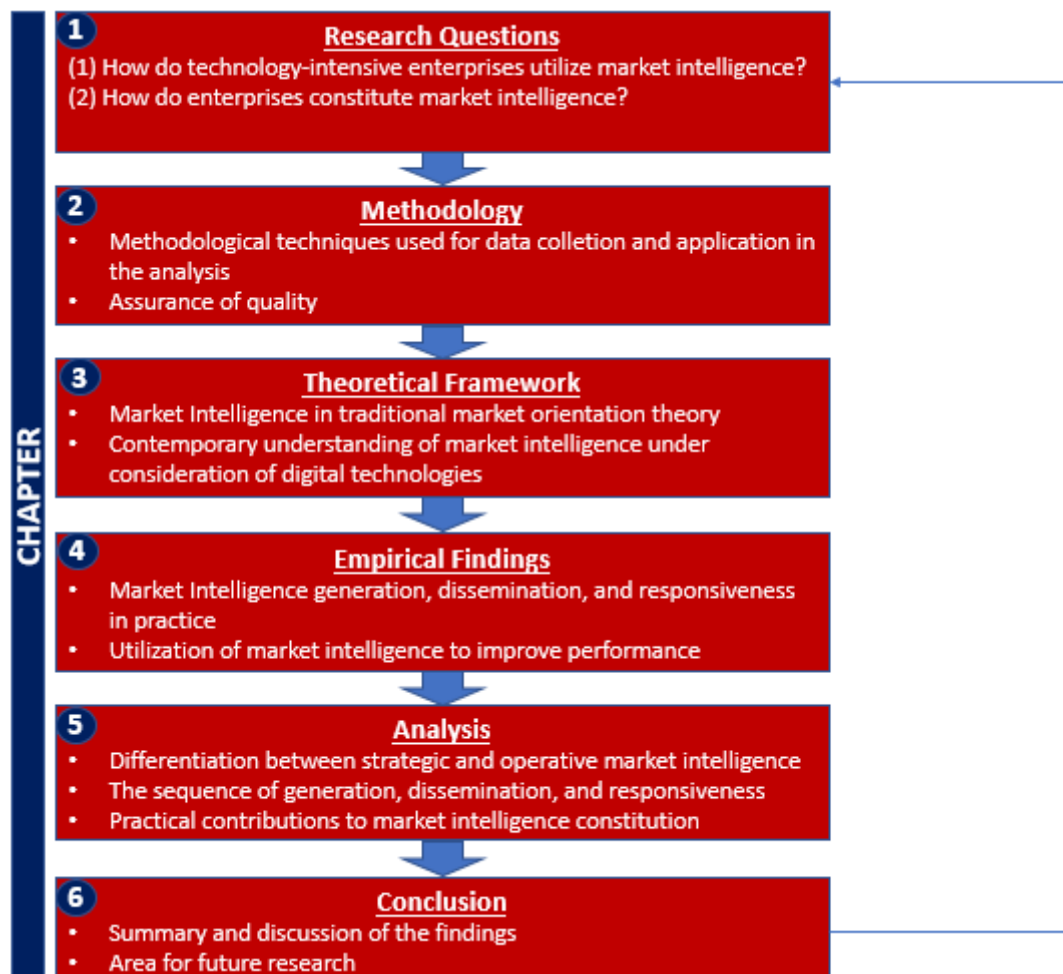 CHAPTER
1
Research Questions
(1) How do technology-intensive enterprises utilize market intelligence?
(2) How do enterprises constitute market intelligence?
2
Methodology
• Methodological techniques used for data colletion and application in
the analysis
• Assurance of quality
3
Theoretical Framework
• Market Intelligence in traditional market orientation theory
• Contemporary understanding of market intelligence under
consideration of digital technologies
4
Empirical Findings
• Market Intelligence generation, dissemination, and responsiveness
in practice
• Utilization of market intelligence to improve performance
5
Analysis
• Differentiation between strategic and operative market intelligence
• The sequence of generation, dissemination, and responsiveness
• Practical contributions to market intelligence constitution
6
Conclusion
• Summary and discussion of the findings
• Area for future research